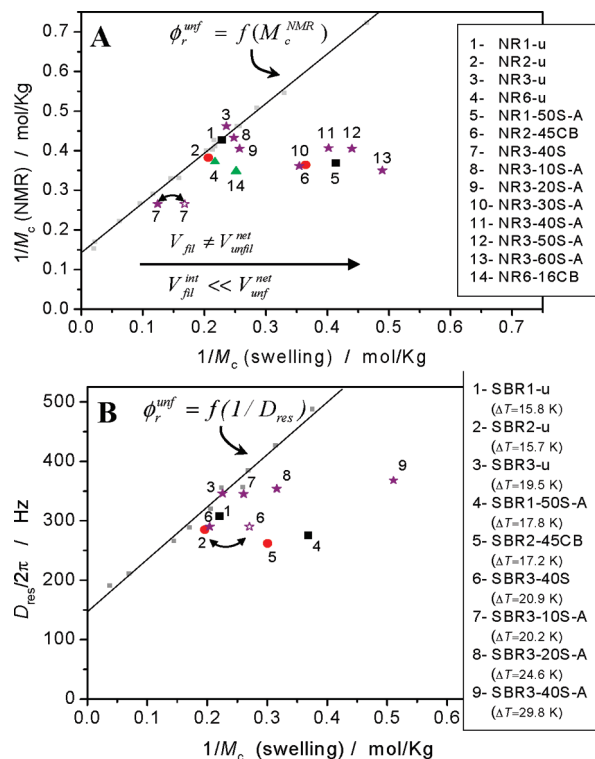 A
ϕ_r^unf = f(M_c^NMR)
1/M_c (NMR) / mol/Kg
0.7
0.6
0.5
0.4
0.3
0.2
0.1
0.0
3
1
8
2
9
4
14
10
6
11
12
5
13
7
7
V_fil ≠ V_unfil^net
V_fil^int << V_unf^net
0.0 0.1 0.2 0.3 0.4 0.5 0.6 0.7
1/M_c (swelling) / mol/Kg
1- NR1-u
2- NR2-u
3- NR3-u
4- NR6-u
5- NR1-50S-A
6- NR2-45CB
7- NR3-40S
8- NR3-10S-A
9- NR3-20S-A
10- NR3-30S-A
11- NR3-40S-A
12- NR3-50S-A
13- NR3-60S-A
14- NR6-16CB
B
ϕ_r^unf = f(1/D_res)
D_res/2π / Hz
500
400
300
200
100
0
3
7
8
9
6
1
6
2
5
4
0.0 0.1 0.2 0.3 0.4 0.5 0.6
1/M_c (swelling) / mol/Kg
1- SBR1-u
(ΔT=15.8 K)
2- SBR2-u
(ΔT=15.7 K)
3- SBR3-u
(ΔT=19.5 K)
4- SBR1-50S-A
(ΔT=17.8 K)
5- SBR2-45CB
(ΔT=17.2 K)
6- SBR3-40S
(ΔT=20.9 K)
7- SBR3-10S-A
(ΔT=20.2 K)
8- SBR3-20S-A
(ΔT=24.6 K)
9- SBR3-40S-A
(ΔT=29.8 K)